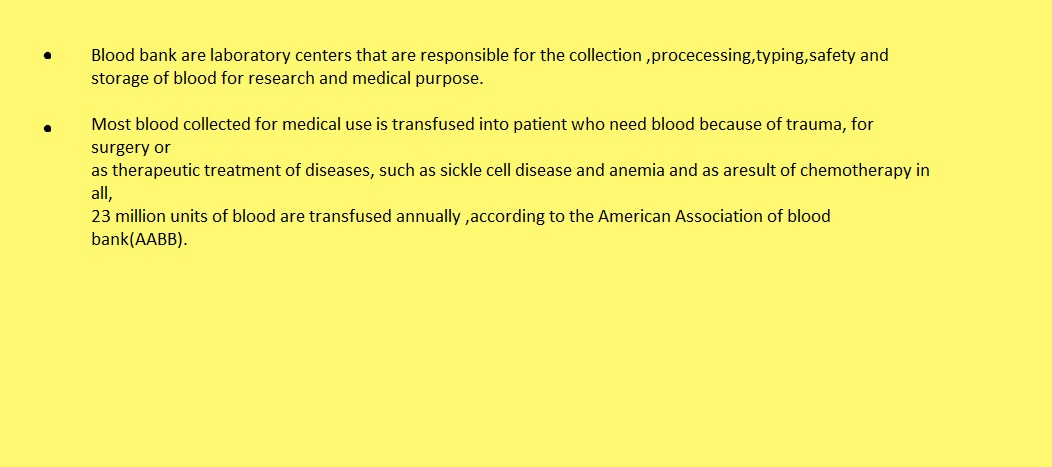 • Blood bank are laboratory centers that are responsible for the collection ,procecessing,typing,safety and
storage of blood for research and medical purpose.
• Most blood collected for medical use is transfused into patient who need blood because of trauma, for
surgery or
as therapeutic treatment of diseases, such as sickle cell disease and anemia and as aresult of chemotherapy in
all,
23 million units of blood are transfused annually ,according to the American Association of blood
bank(AABB).